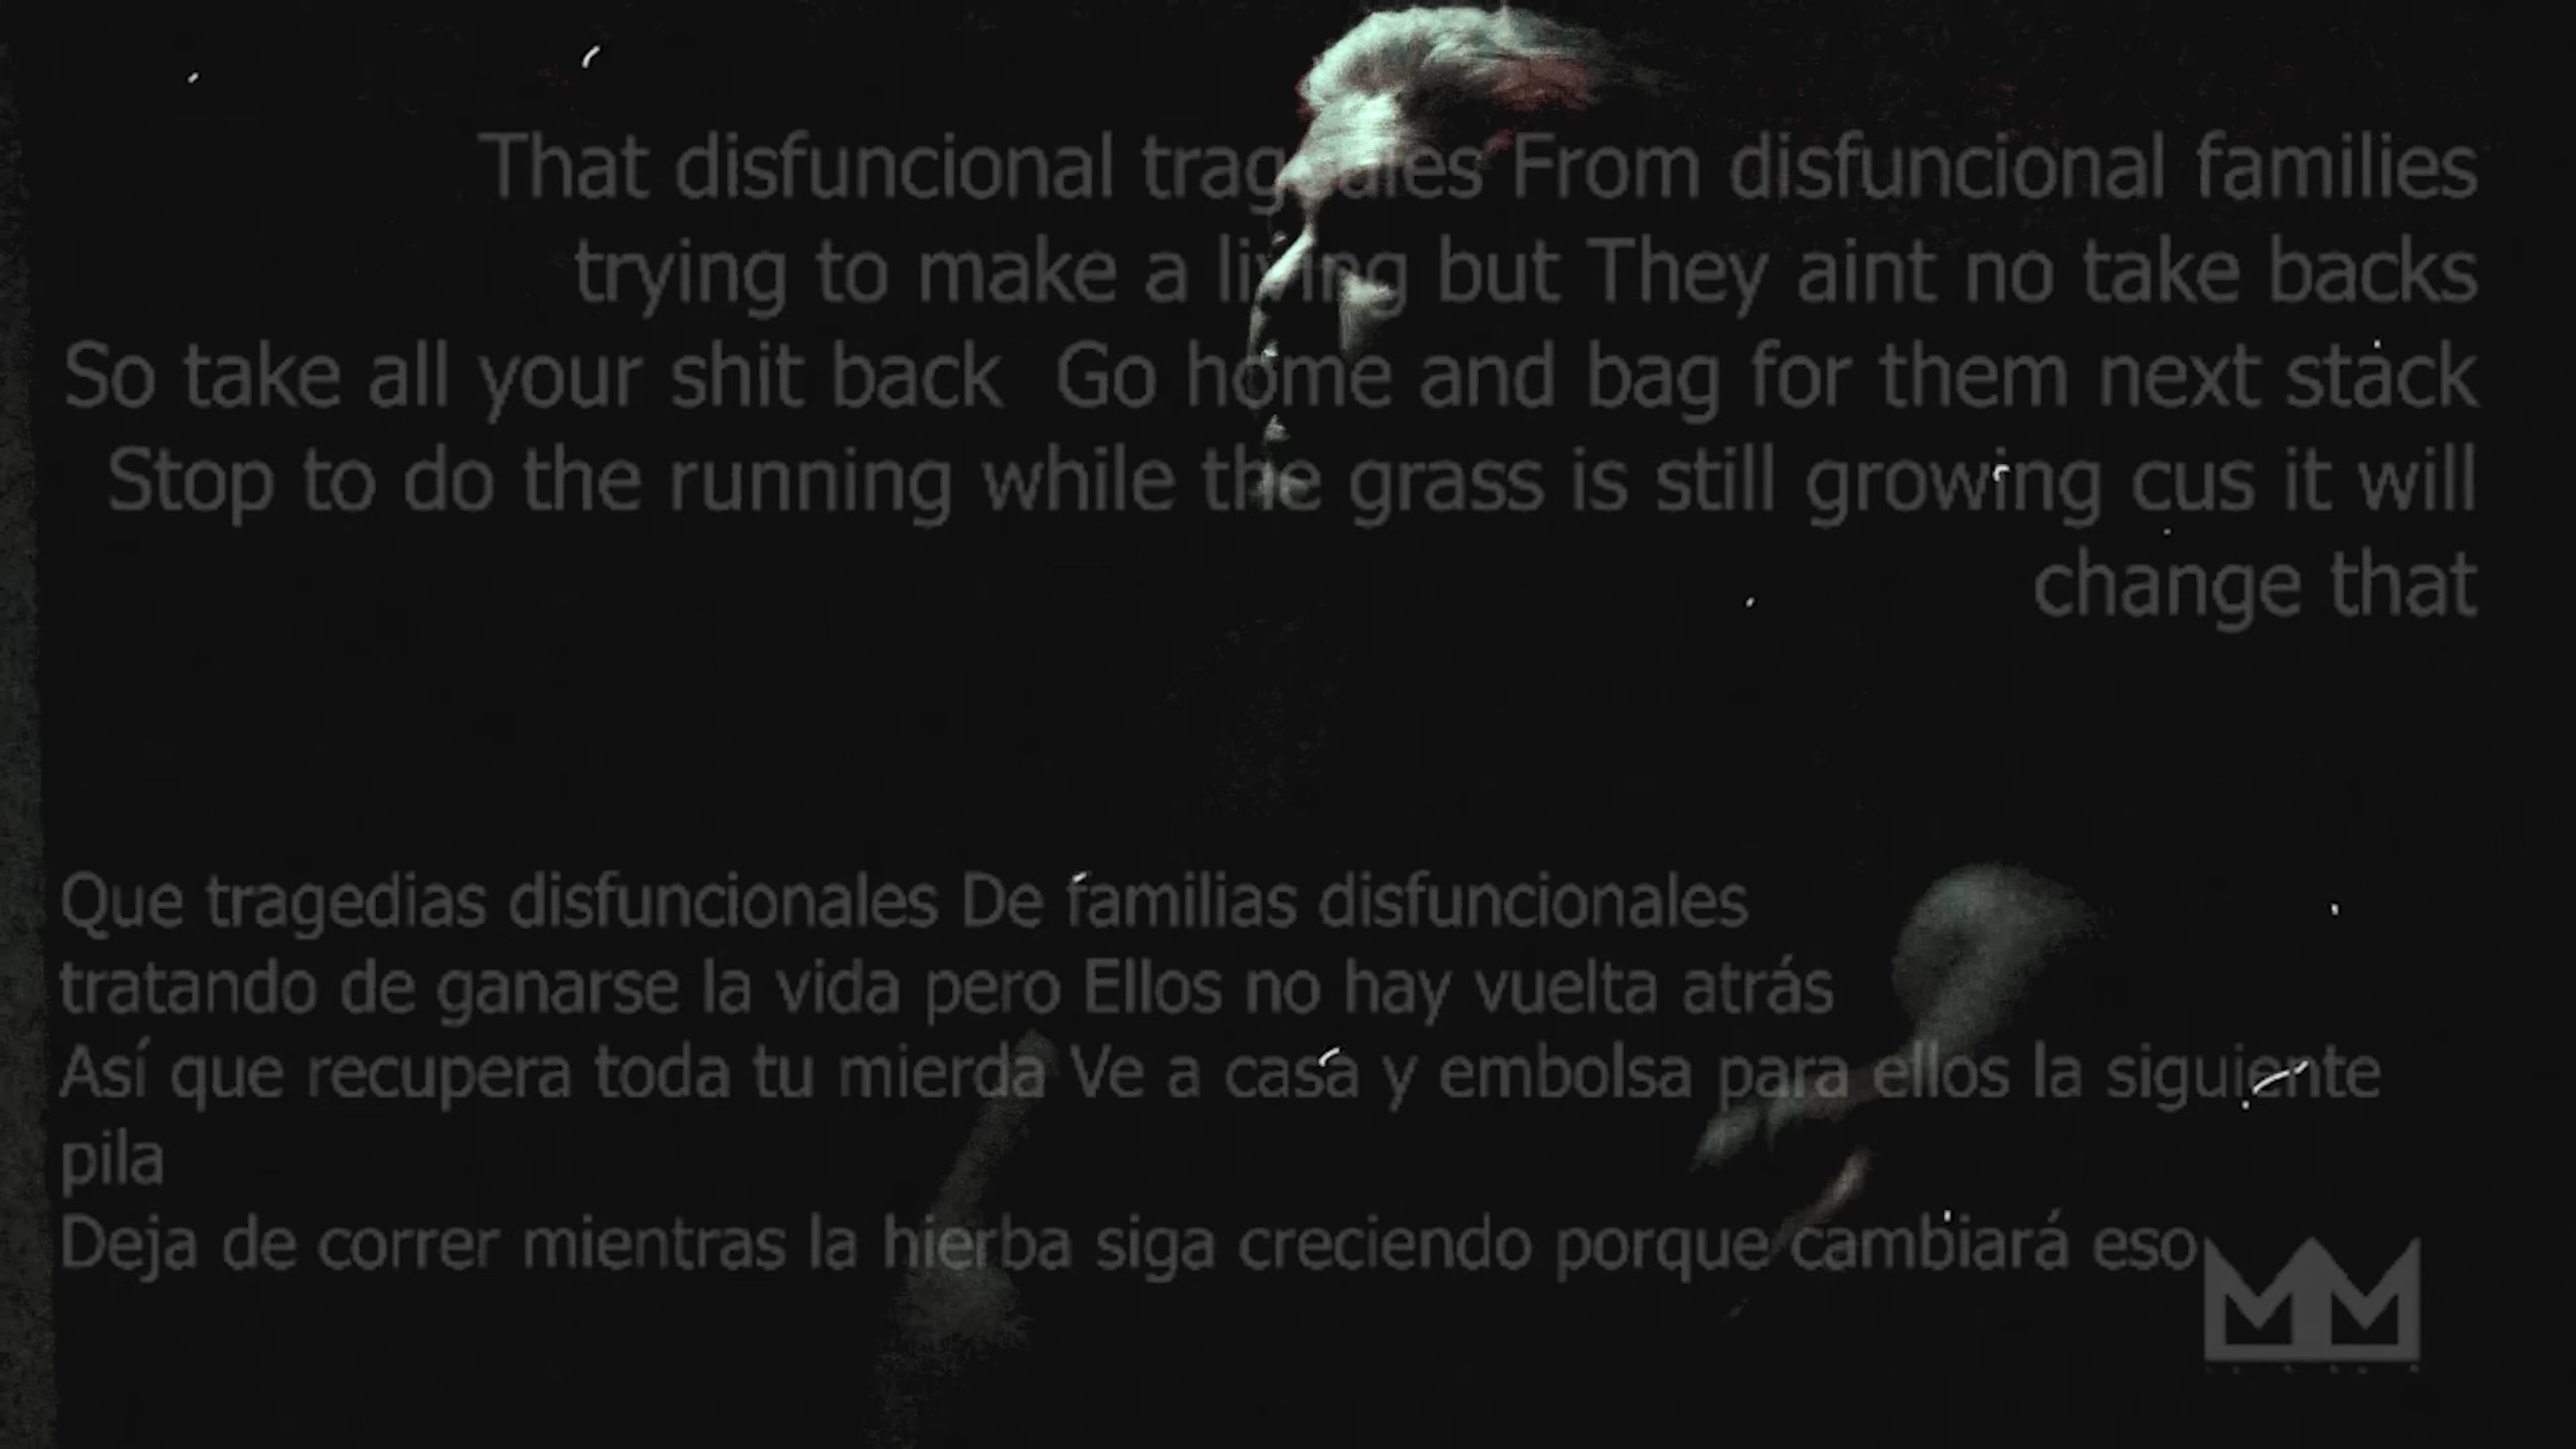 That disfuncional tragedies From disfuncional families
trying to make a living but They aint no take backs
So take all your shit back Go home and bag for them next stack
Stop to do the running while the grass is still growing cus it will
change that
Que tragedias disfuncionales De familias disfuncionales
tratando de ganarse la vida pero Ellos no hay vuelta atrás
Así que recupera toda tu mierda Ve a casa y embolsa para ellos la siguiente
pila
Deja de correr mientras la hierba siga creciendo porque cambiará eso
MM